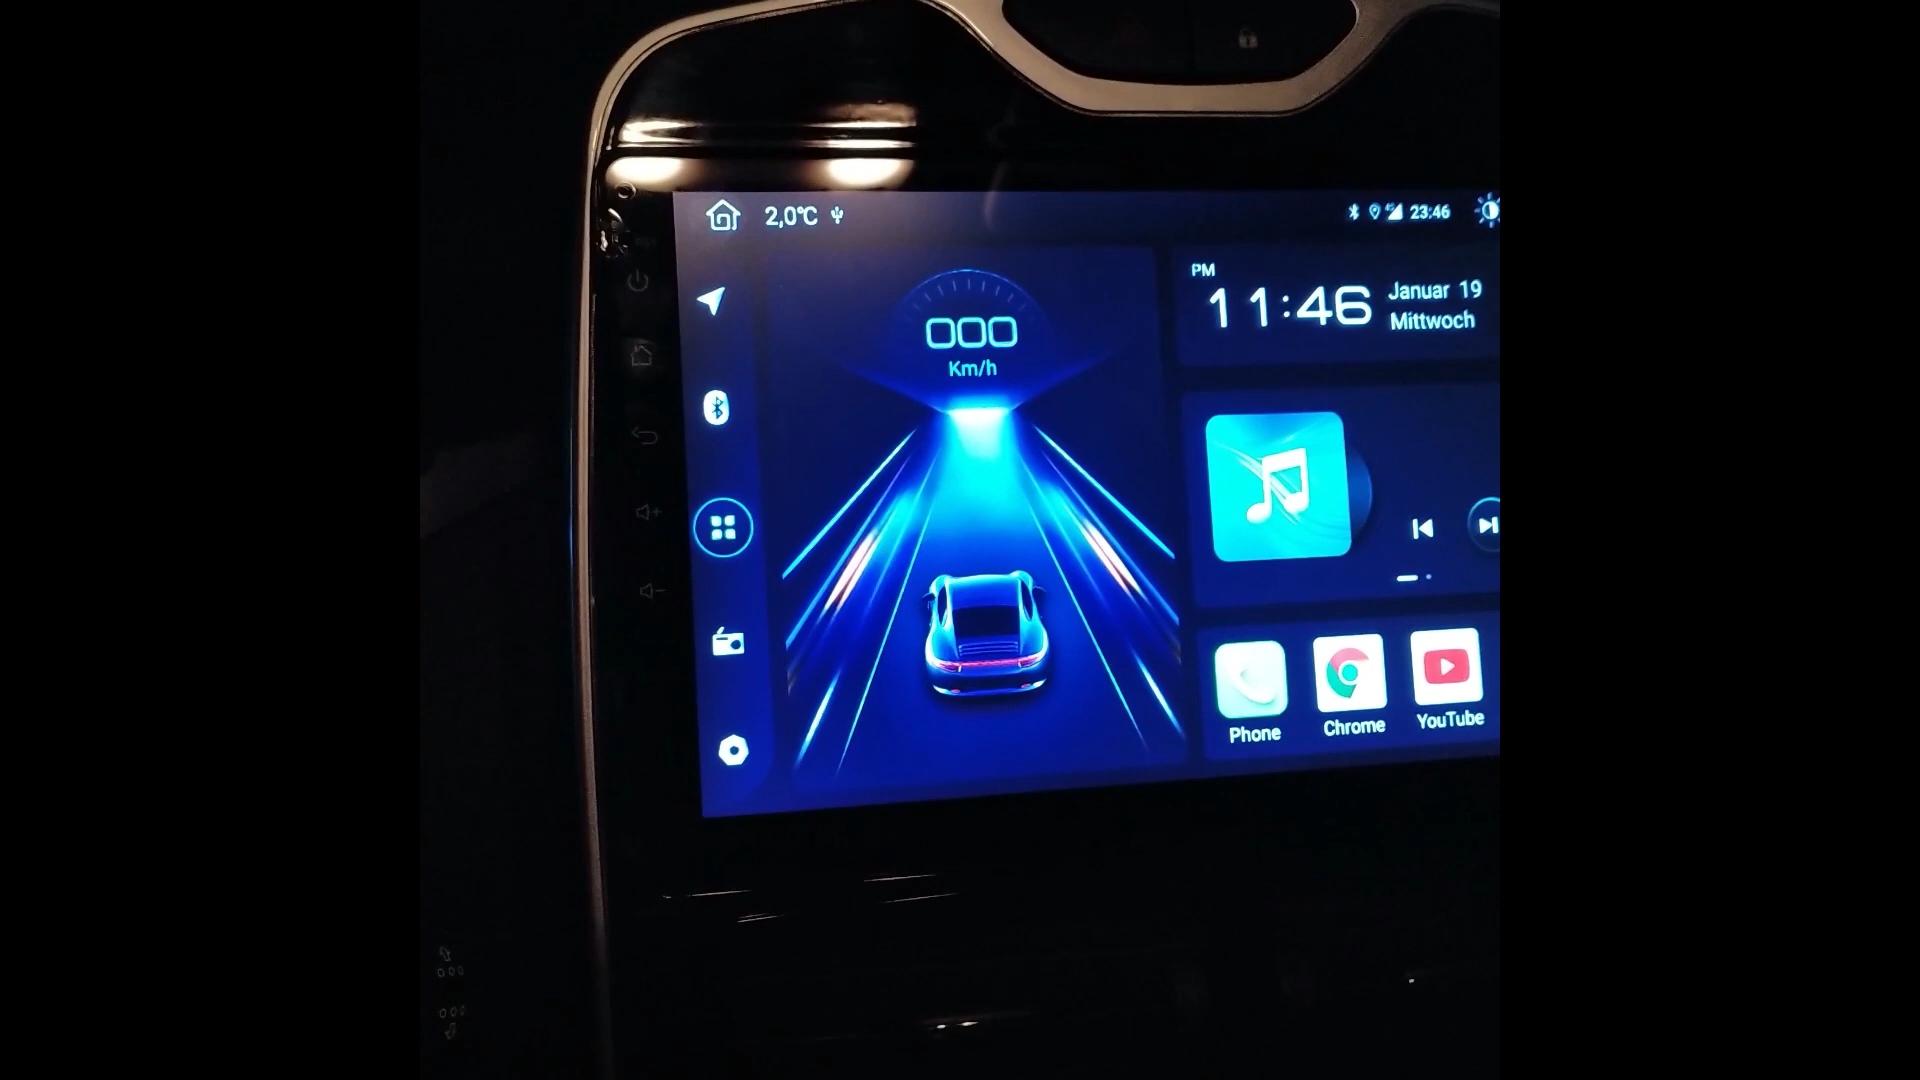 2,0°C
23:46
PM
11:46
Januar 19
Mittwoch
000
Km/h
Phone
Chrome
YouTube